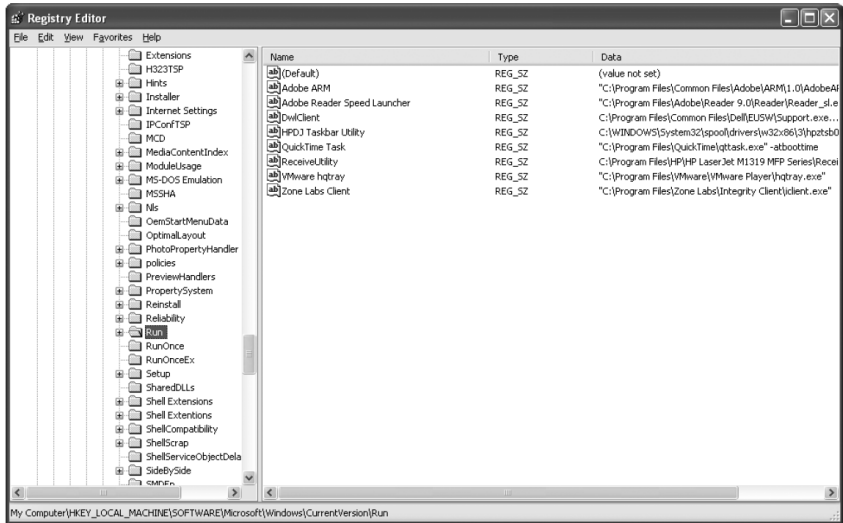 Registry Editor
File Edit View Favorites Help
Extensions
H323TSP
Hints
Installer
Internet Settings
IPConfTSP
MCD
MediaContentIndex
ModuleUsage
MS-DOS Emulation
MSSHA
Nls
OemStartMenuData
OptimalLayout
PhotoPropertyHandler
policies
PreviewHandlers
PropertySystem
Reinstall
Reliability
Run
RunOnce
RunOnceEx
Setup
SharedDLLs
Shell Extensions
Shell Extentions
ShellCompatibility
ShellScrap
ShellServiceObjectDela
SideBySide
Name Type Data
(Default) REG_SZ (value not set)
Adobe ARM REG_SZ "C:\Program Files\Common Files\Adobe\ARM\1.0\AdobeAF
Adobe Reader Speed Launcher REG_SZ "C:\Program Files\Adobe\Reader 9.0\Reader\Reader_sl.e
DwlClient REG_SZ C:\Program Files\Common Files\Dell\EUSW\Support.exe...
HPDJ Taskbar Utility REG_SZ C:\WINDOWS\System32\spool\drivers\w32x86\3\hpztsb0
QuickTime Task REG_SZ "C:\Program Files\QuickTime\qttask.exe" -atboottime
ReceiveUtility REG_SZ C:\Program Files\HP\HP LaserJet M1319 MFP Series\Recei
VMware hqtray REG_SZ "C:\Program Files\VMware\VMware Player\hqtray.exe"
Zone Labs Client REG_SZ "C:\Program Files\Zone Labs\Integrity Client\iclient.exe"
My Computer\HKEY_LOCAL_MACHINE\SOFTWARE\Microsoft\Windows\CurrentVersion\Run